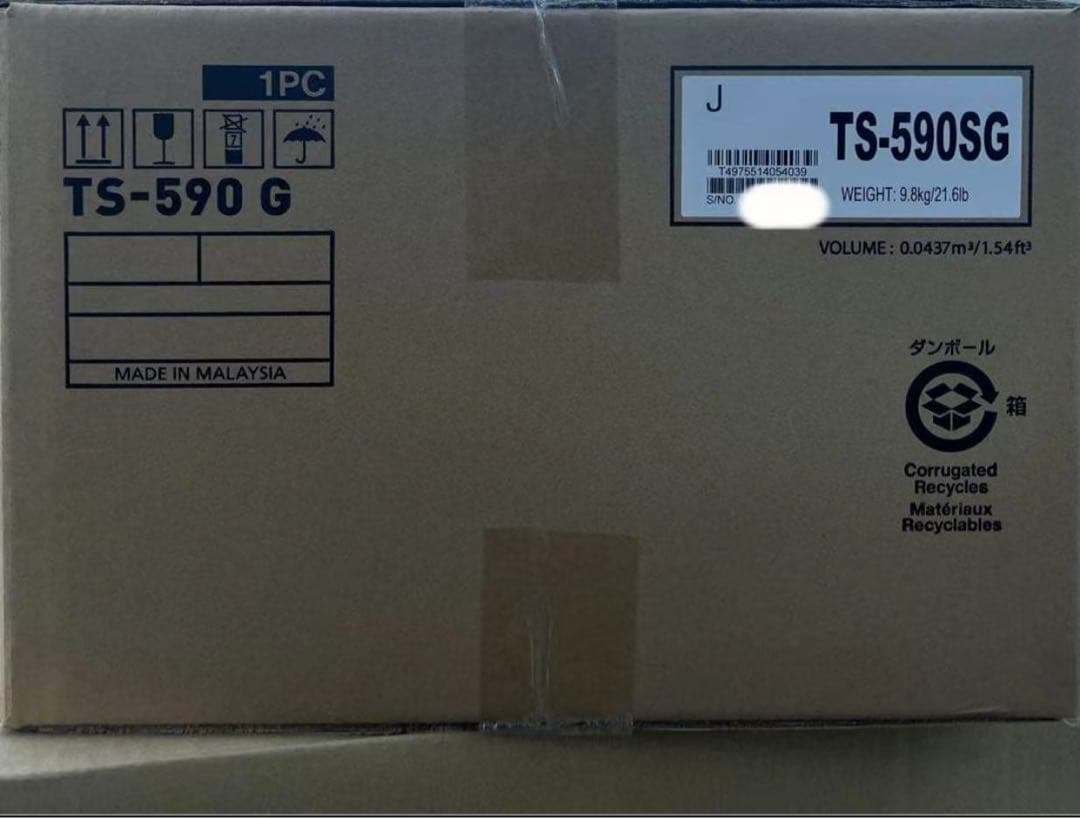 1PC
7
TS-590 G
MADE IN MALAYSIA
J
TS-590SG
T4975514054039
S/NO.
WEIGHT: 9.8kg/21.6lb
VOLUME : 0.0437m³/1.54ft³
ダンボール
箱
Corrugated
Recycles
Matériaux
Recyclables